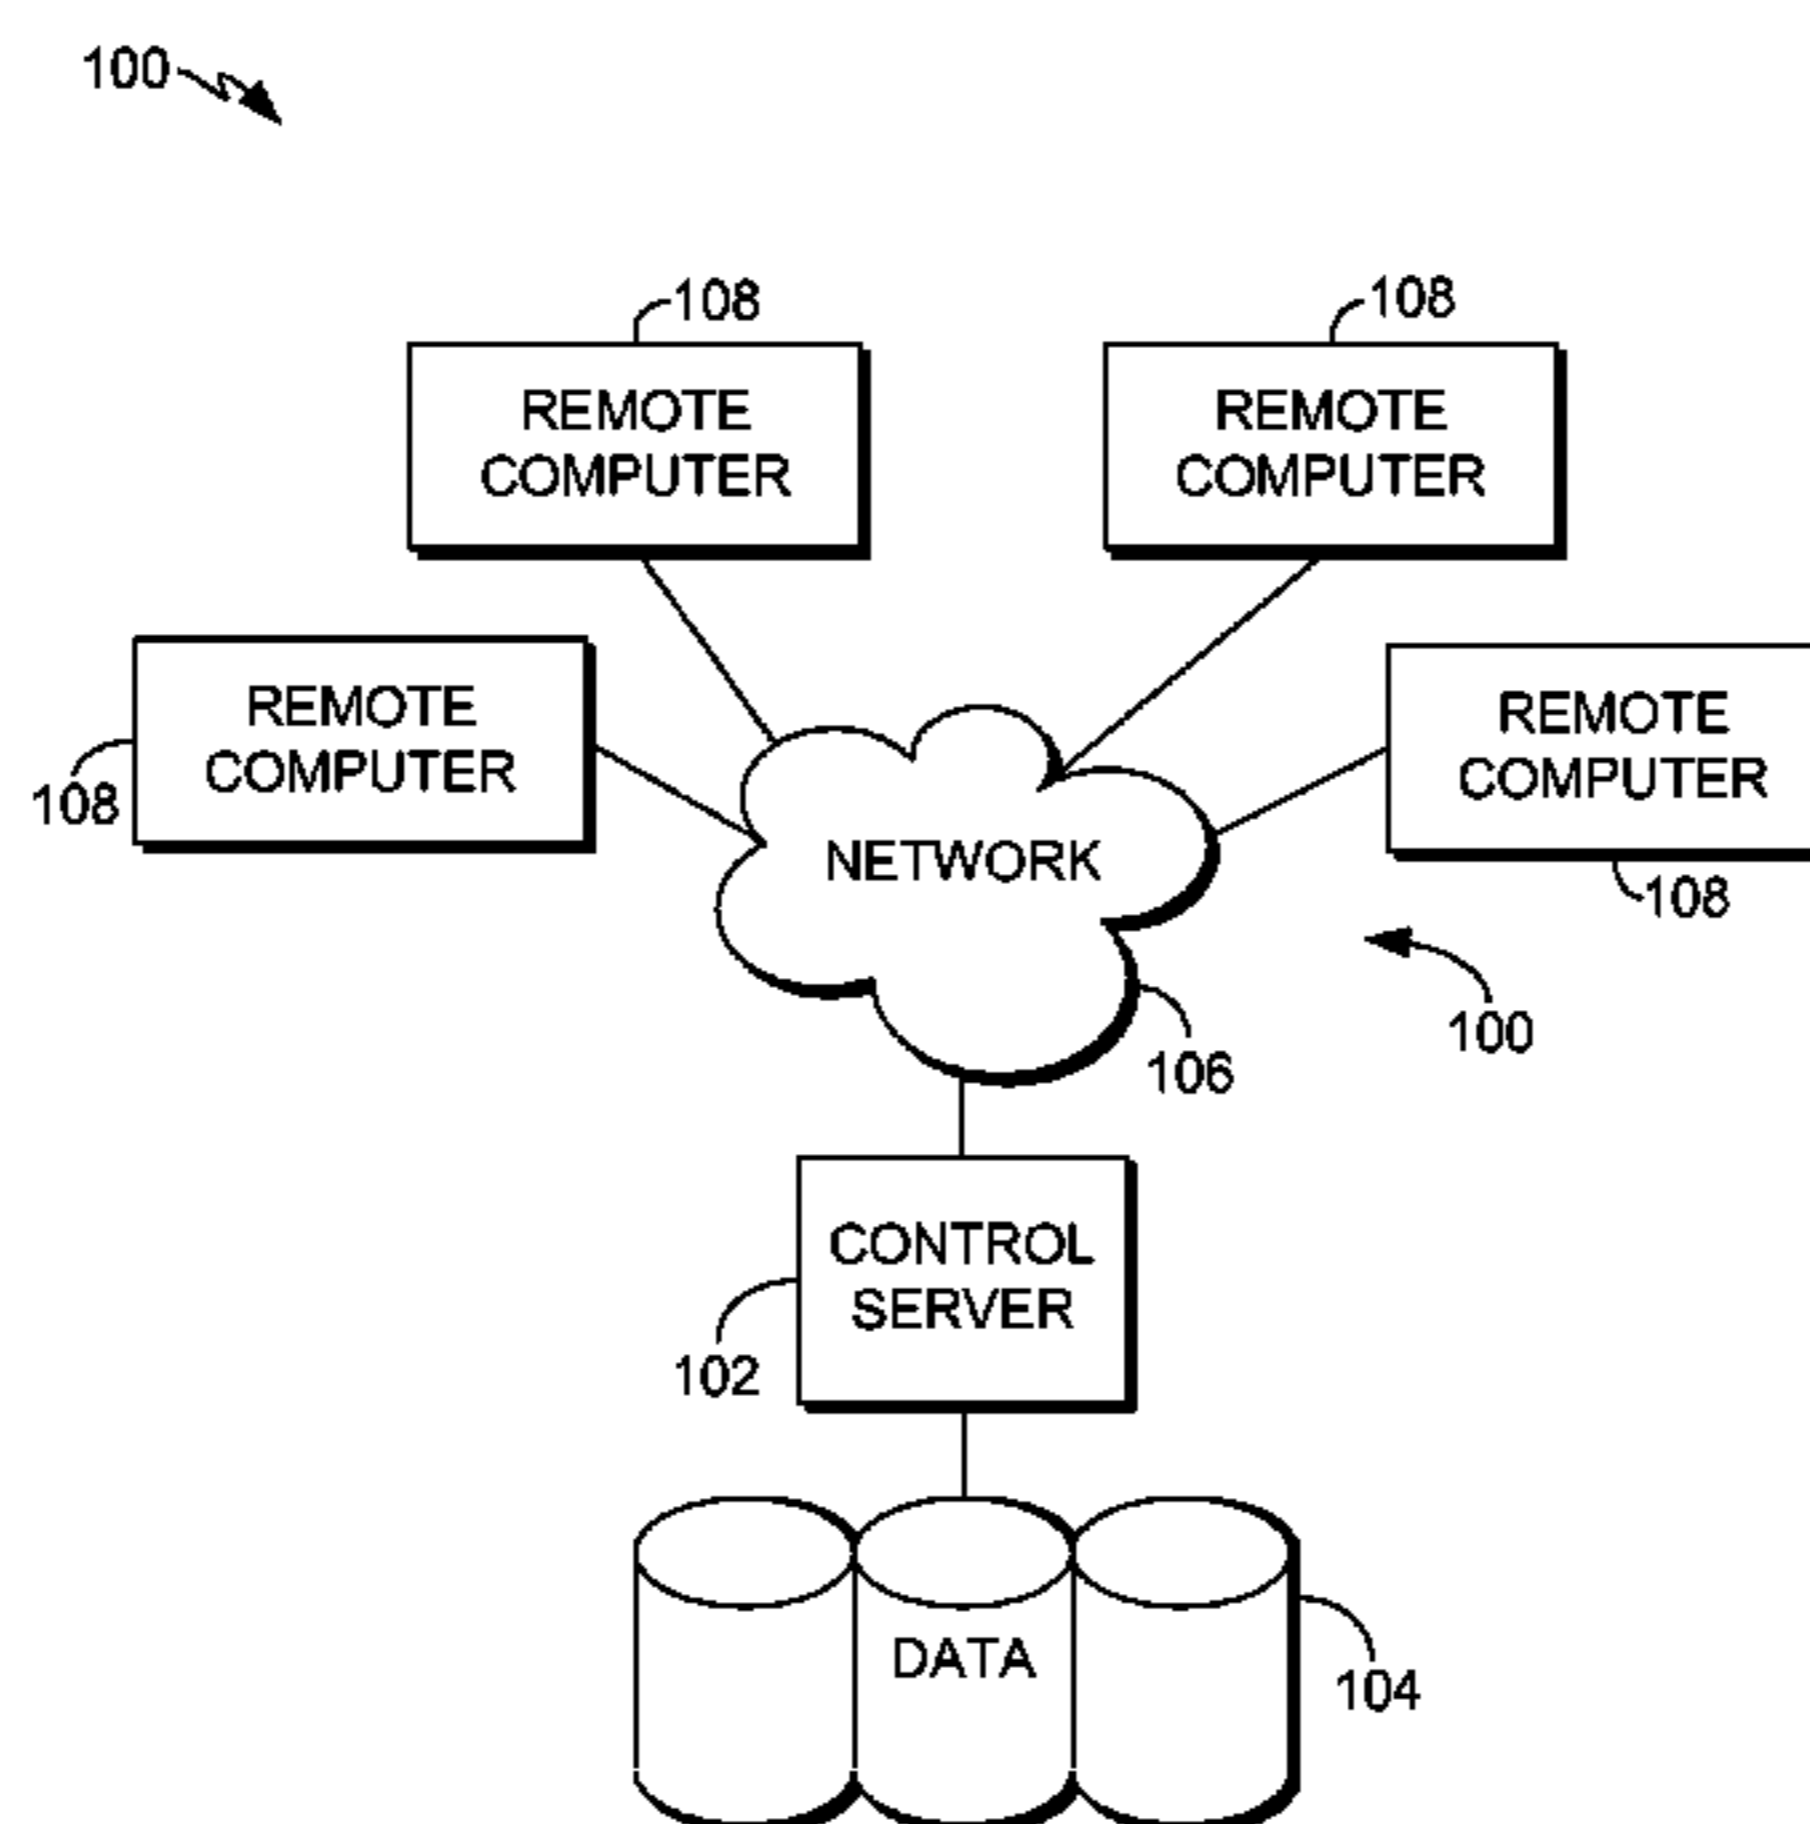 100
108
108
REMOTE
COMPUTER
REMOTE
COMPUTER
REMOTE
COMPUTER
108
REMOTE
COMPUTER
108
NETWORK
100
106
CONTROL
SERVER
102
DATA
104